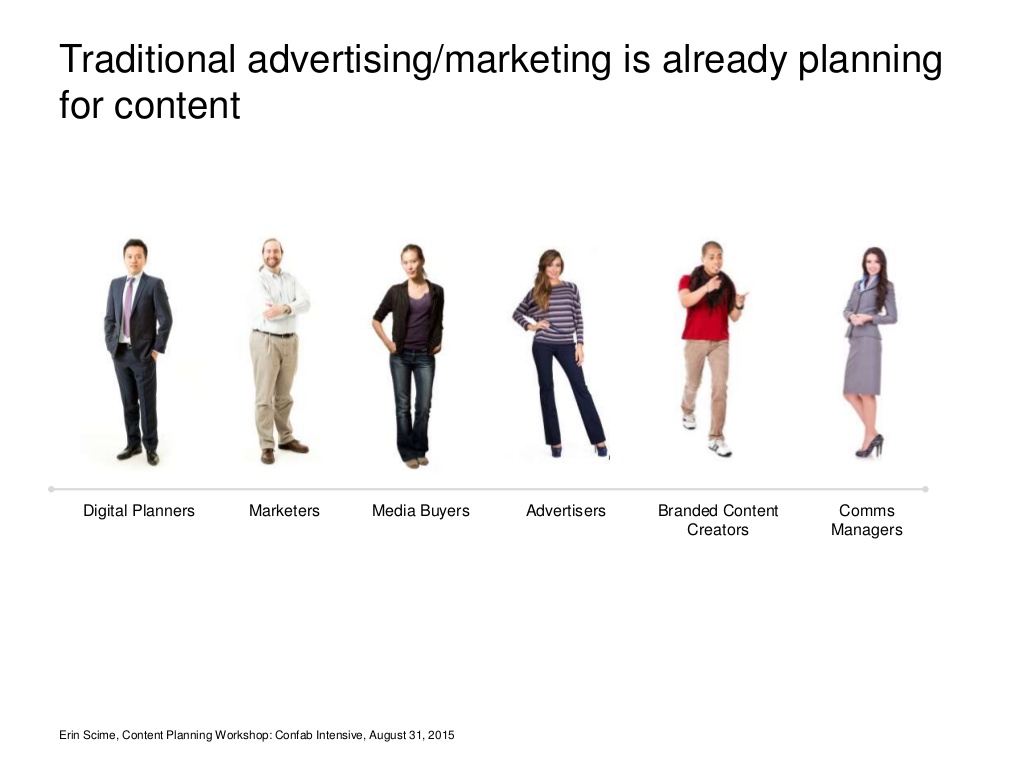 Traditional advertising/marketing is already planning
for content
Digital Planners
Marketers
Media Buyers
Advertisers
Branded Content
Creators
Comms
Managers
Erin Scime, Content Planning Workshop: Confab Intensive, August 31, 2015